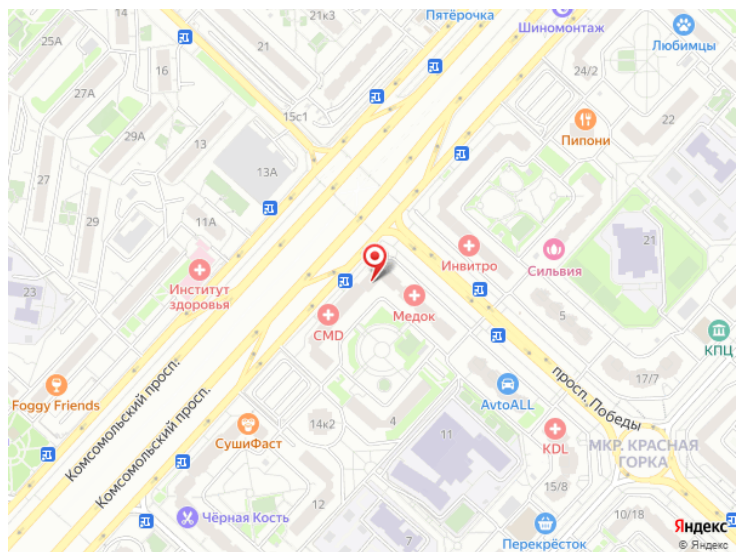 21к3
Пятёрочка
Шиномонтаж
Любимцы
25А
21
16
24/2
27А
15с1
22
Пипони
29А
13
13А
27
29
11А
21
Инвитро
Сильвия
Институт
здоровья
23
Медок
5
CMD
КПЦ
17/7
Комсомольский просп.
Комсомольский просп.
просп. Победы
Foggy Friends
AvtoALL
СушиФаст
14к2
4
11
KDL
МКР. КРАСНАЯ
ГОРКА
15/8
12
Чёрная Кость
7
Перекрёсток
10/18
Яндекс
© Яндекс